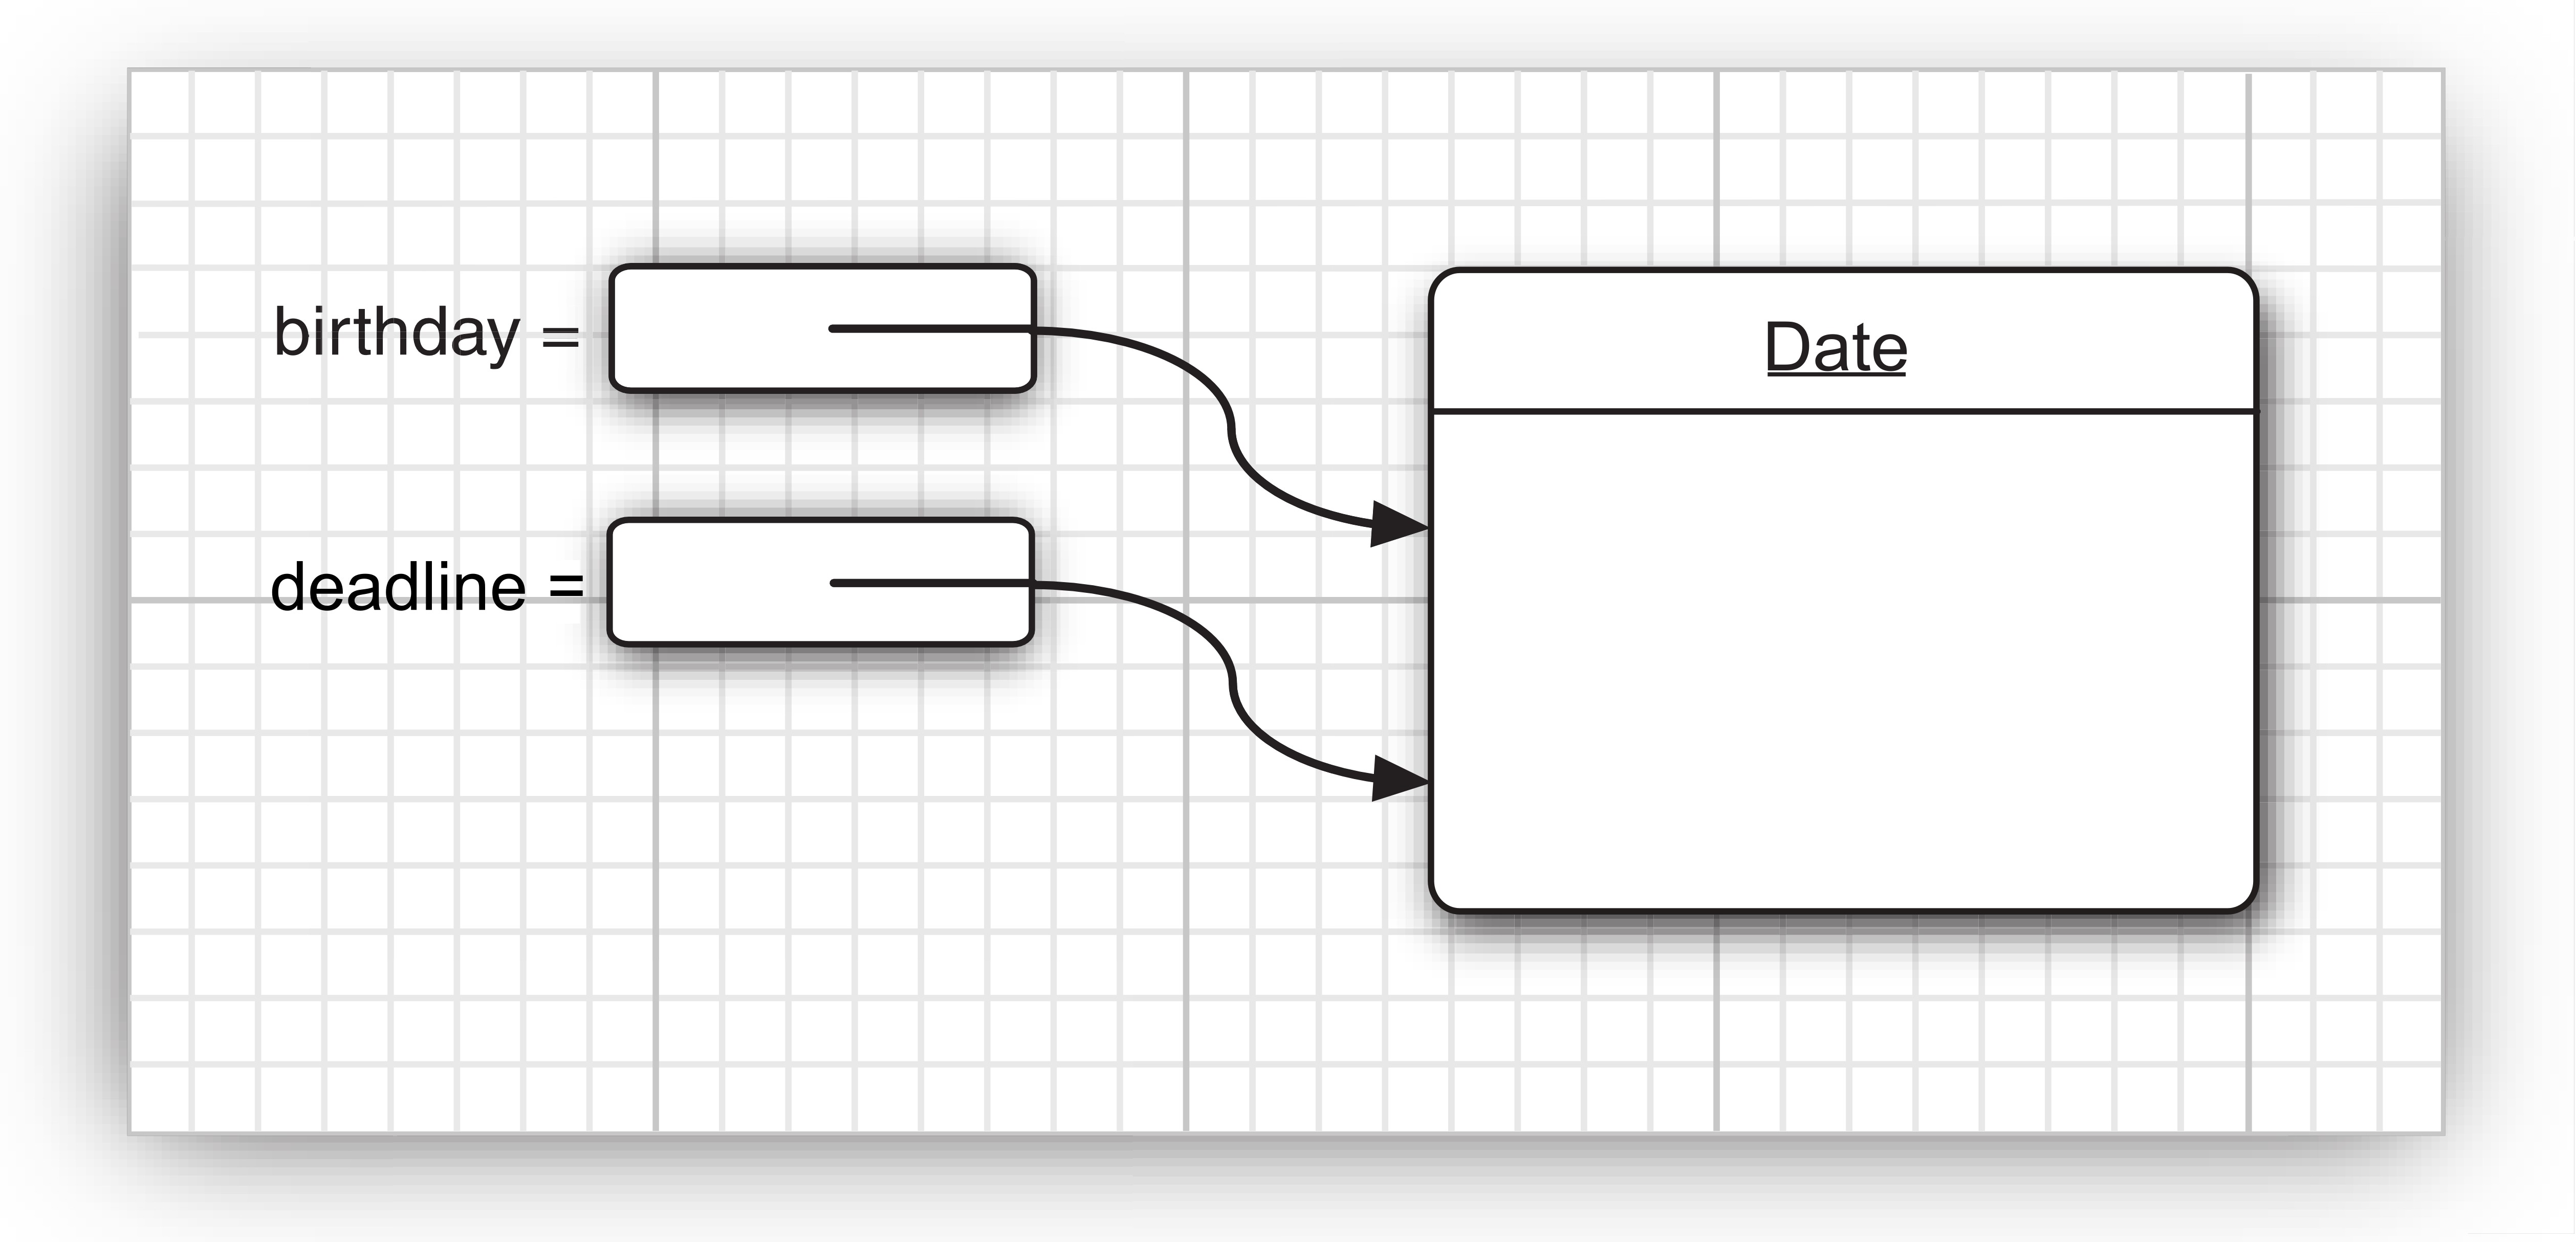 birthday =
Date
deadline =